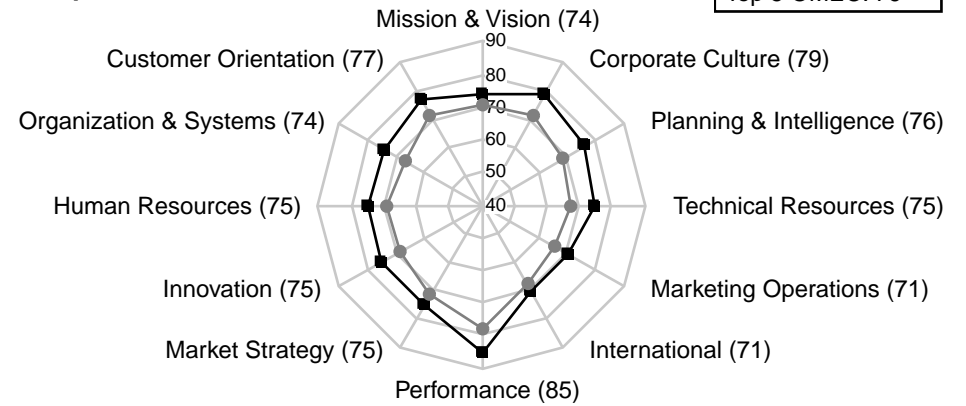 Mission & Vision (74)
Corporate Culture (79)
Planning & Intelligence (76)
Technical Resources (75)
Marketing Operations (71)
International (71)
Performance (85)
Market Strategy (75)
Innovation (75)
Human Resources (75)
Organization & Systems (74)
Customer Orientation (77)
90
80
70
60
50
40